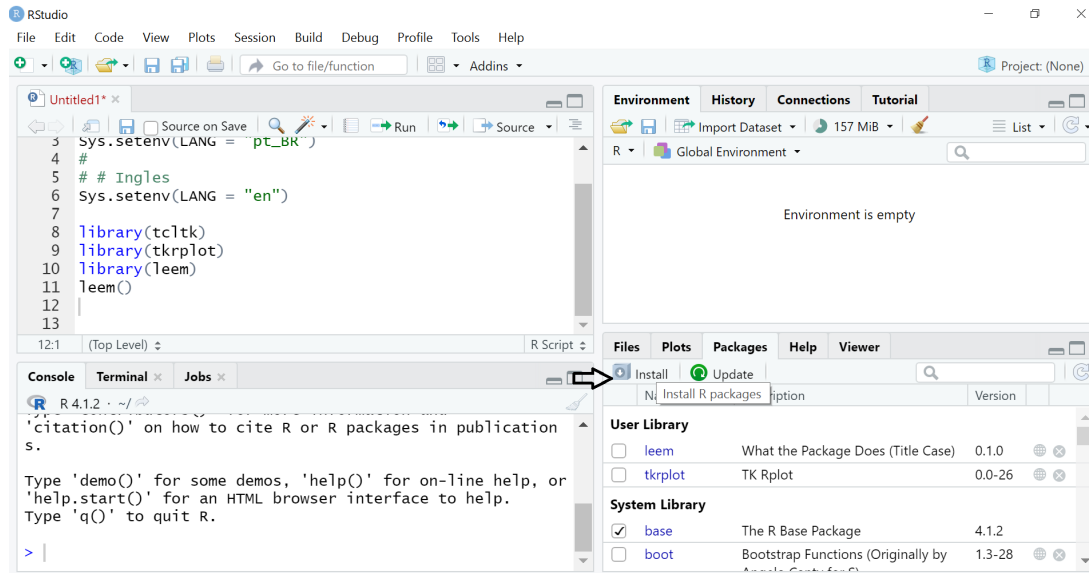 RStudio
File Edit Code View Plots Session Build Debug Profile Tools Help
Go to file/function Addins Project: (None)
Untitled1*
Source on Save Run Source
3 Sys.setenv(LANG = "pt_BR")
4 #
5 # # Ingles
6 Sys.setenv(LANG = "en")
7
8 library(tcltk)
9 library(tkrplot)
10 library(leem)
11 leem()
12
13
12:1 (Top Level) R Script
Console Terminal Jobs
R 4.1.2 · ~/
'citation()' on how to cite R or R packages in publication
s.
Type 'demo()' for some demos, 'help()' for on-line help, or
'help.start()' for an HTML browser interface to help.
Type 'q()' to quit R.
>
Environment History Connections Tutorial
Import Dataset 157 MiB List
R Global Environment
Environment is empty
Files Plots Packages Help Viewer
Install Update
Install R packages
Version
User Library
leem What the Package Does (Title Case) 0.1.0
tkrplot TK Rplot 0.0-26
System Library
base The R Base Package 4.1.2
boot Bootstrap Functions (Originally by 1.3-28